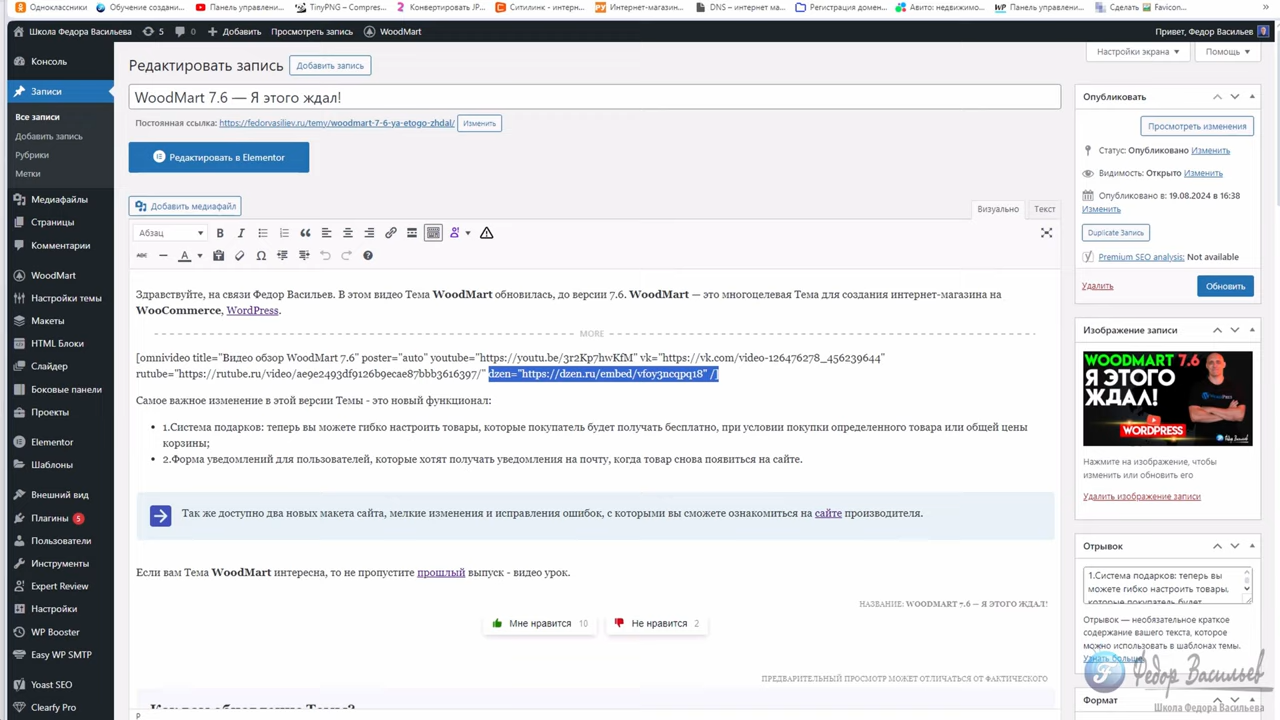 Одноклассники
Обучение создани...
Панель управлени...
TinyPNG – Compres...
Конвертировать JP...
Ситилинк - интерн...
Интернет-магазин...
DNS – интернет ма...
Регистрация домен...
Авито: недвижимо...
Панель управлени...
Сделать
Favicon...
Школа Федора Васильева
5
0
Добавить
Просмотреть запись
WoodMart
Привет, Федор Васильев
Консоль
Записи
Все записи
Добавить запись
Рубрики
Метки
Медиафайлы
Страницы
Комментарии
WoodMart
Настройки темы
Макеты
HTML Блоки
Слайдер
Боковые панели
Проекты
Elementor
Шаблоны
Внешний вид
Плагины 5
Пользователи
Инструменты
Expert Review
Настройки
WP Booster
Easy WP SMTP
Yoast SEO
Clearfy Pro
Настройки экрана
Помощь
Редактировать запись
Добавить запись
WoodMart 7.6 — Я этого ждал!
Постоянная ссылка: https://fedorvasiliev.ru/temy/woodmart-7-6-ya-etogo-zhdal/ Изменить
Редактировать в Elementor
Добавить медиафайл
Визуально
Текст
Абзац
Здравствуйте, на связи Федор Васильев. В этом видео Тема WoodMart обновилась, до версии 7.6. WoodMart — это многоцелевая Тема для создания интернет-магазина на
WooCommerce, WordPress.
MORE
[omnivideo title="Видео обзор WoodMart 7.6" poster="auto" youtube="https://youtu.be/3r2Kp7hwKfM" vk="https://vk.com/video-126476278_456239644"
rutube="https://rutube.ru/video/ae9e2493df9126b9ecae87bb63616397/" dzen="https://dzen.ru/embed/vfoy3ncqpq18" /]
Самое важное изменение в этой версии Темы - это новый функционал:
1.Система подарков: теперь вы можете гибко настроить товары, которые покупатель будет получать бесплатно, при условии покупки определенного товара или общей цены
корзины;
2.Форма уведомлений для пользователей, которые хотят получать уведомления на почту, когда товар снова появиться на сайте.
Так же доступно два новых макета сайта, мелкие изменения и исправления ошибок, с которыми вы сможете ознакомиться на сайте производителя.
Если вам Тема WoodMart интересна, то не пропустите прошлый выпуск - видео урок.
НАЗВАНИЕ: WOODMART 7.6 — Я ЭТОГО ЖДАЛ!
Мне нравится 10
Не нравится 2
ПРЕДВАРИТЕЛЬНЫЙ ПРОСМОТР МОЖЕТ ОТЛИЧАТЬСЯ ОТ ФАКТИЧЕСКОГО
P
Опубликовать
Просмотреть изменения
Статус: Опубликовано Изменить
Видимость: Открыто Изменить
Опубликовано в: 19.08.2024 в 16:38
Изменить
Duplicate Запись
Premium SEO analysis: Not available
Удалить
Обновить
Изображение записи
WOODMART 7.6
Я ЭТОГО
ЖДАЛ!
WORDPRESS
Нажмите на изображение, чтобы
изменить или обновить его
Удалить изображение записи
Отрывок
1.Система подарков: теперь вы
можете гибко настроить товары,
которые покупатель будет
Отрывок — необязательное краткое
содержание вашего текста, которое
можно использовать в шаблонах темы.
Узнать больше
Формат
Федор Васильев
Школа Федора Васильева